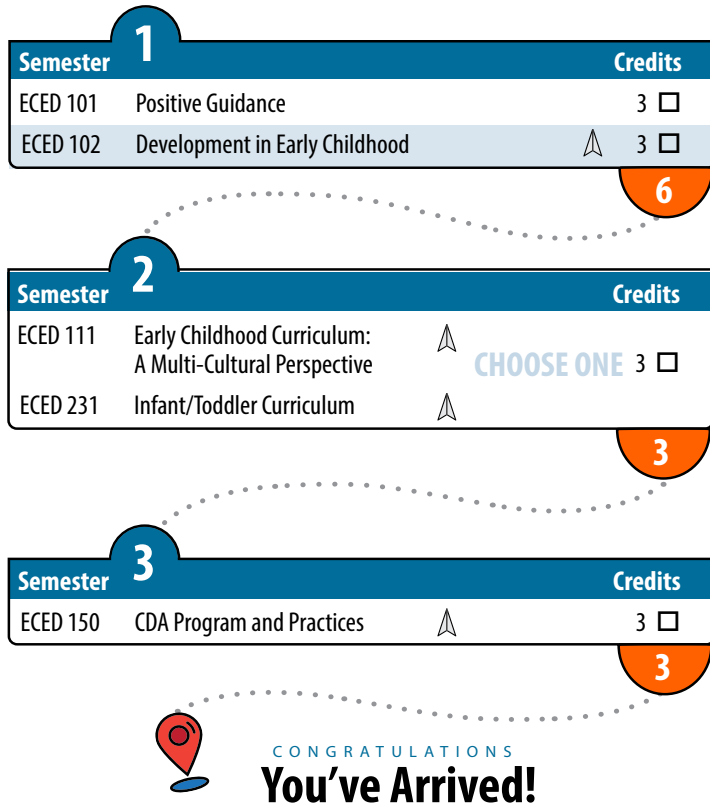 1
Semester Credits
ECED 101 Positive Guidance 3
ECED 102 Development in Early Childhood 3
6
2
Semester Credits
ECED 111 Early Childhood Curriculum:
A Multi-Cultural Perspective
CHOOSE ONE 3
ECED 231 Infant/Toddler Curriculum
3
3
Semester Credits
ECED 150 CDA Program and Practices 3
3
CONGRATULATIONS
You've Arrived!